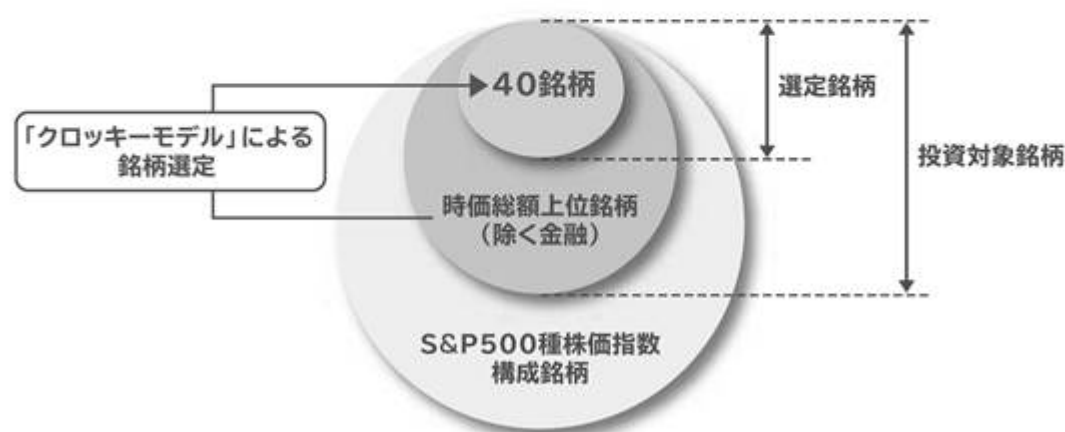 40銘柄
選定銘柄
投資対象銘柄
「クロッキーモデル」による
銘柄選定
時価総額上位銘柄
（除く金融）
S&P500種株価指数
構成銘柄